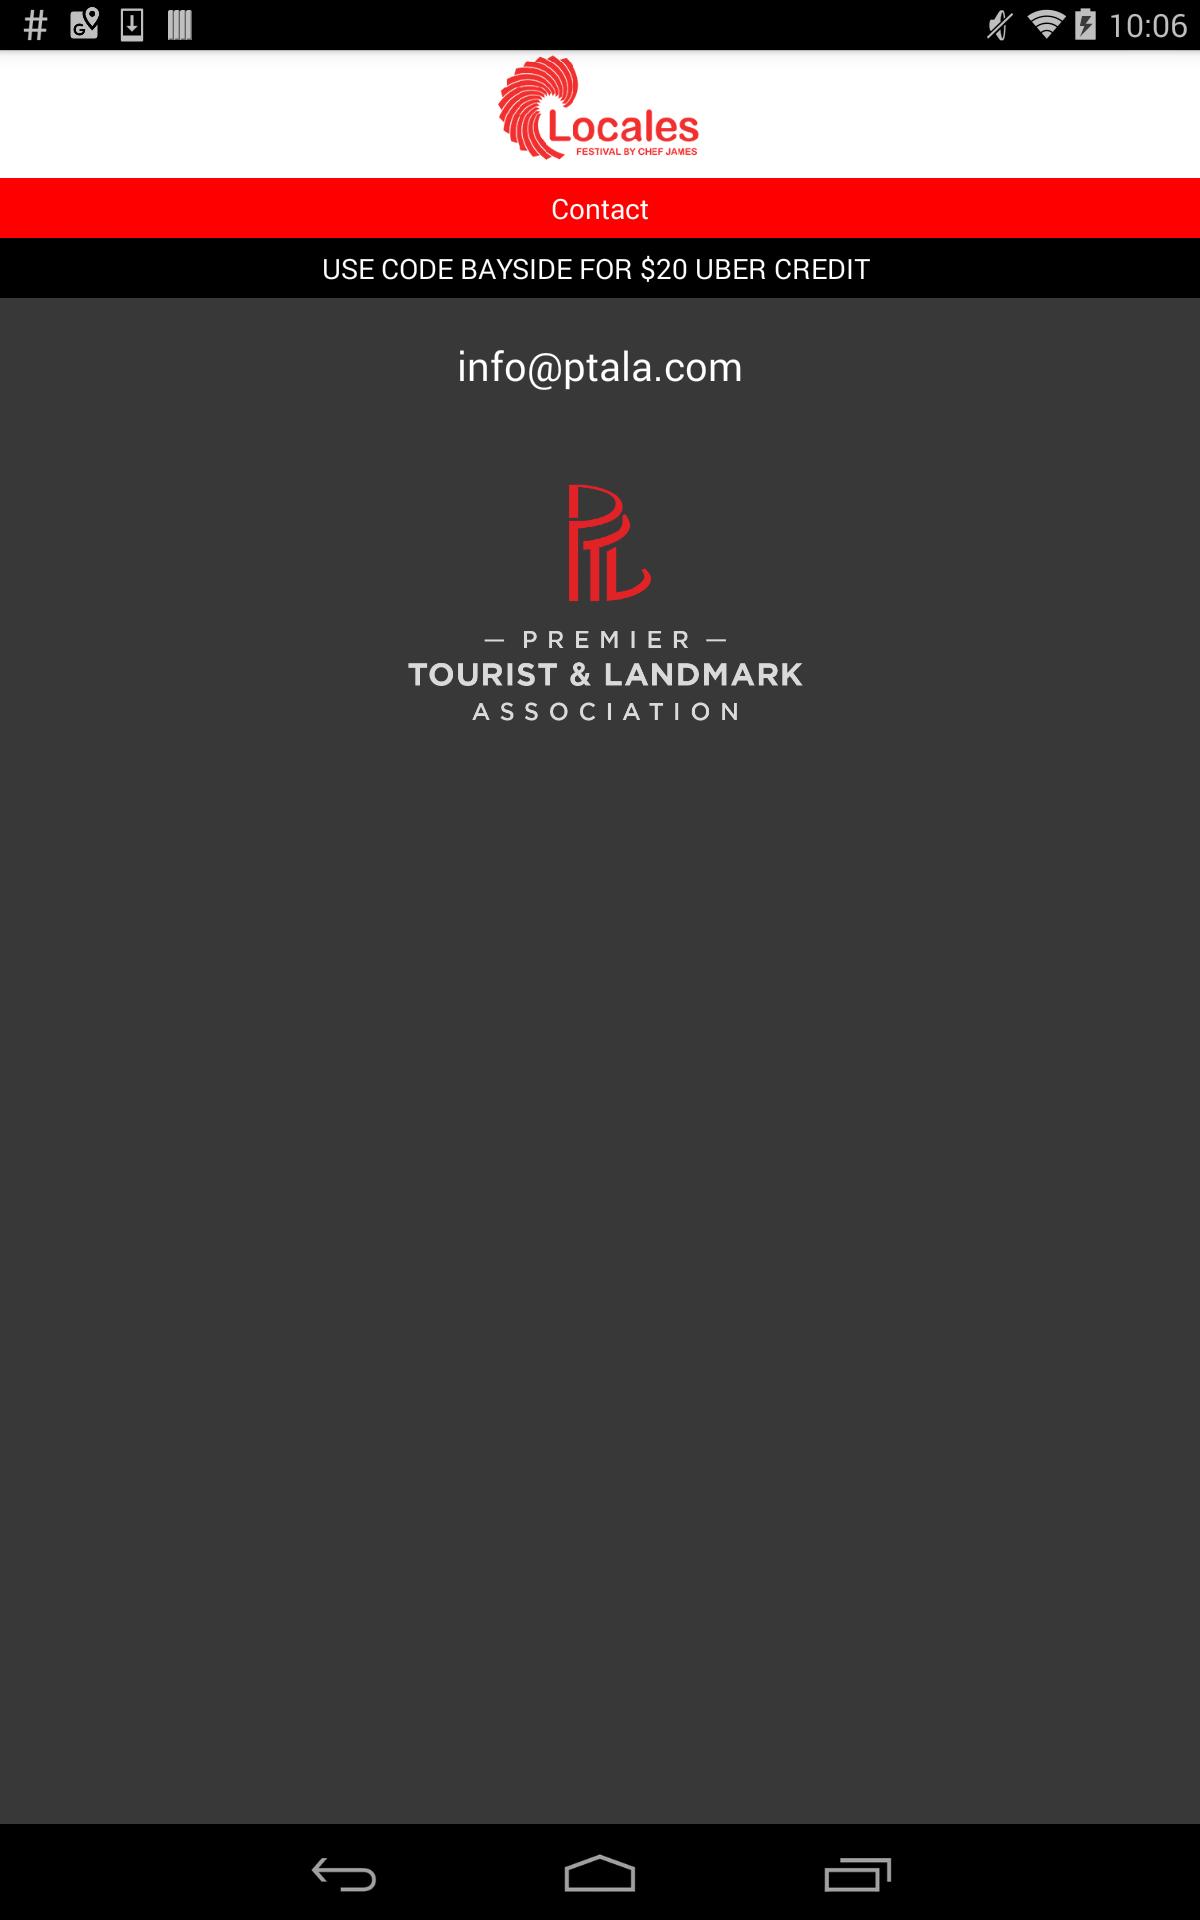 10:06
Locales
FESTIVAL BY CHEF JAMES
Contact
USE CODE BAYSIDE FOR $20 UBER CREDIT
info@ptala.com
PTL
— PREMIER —
TOURIST & LANDMARK
ASSOCIATION